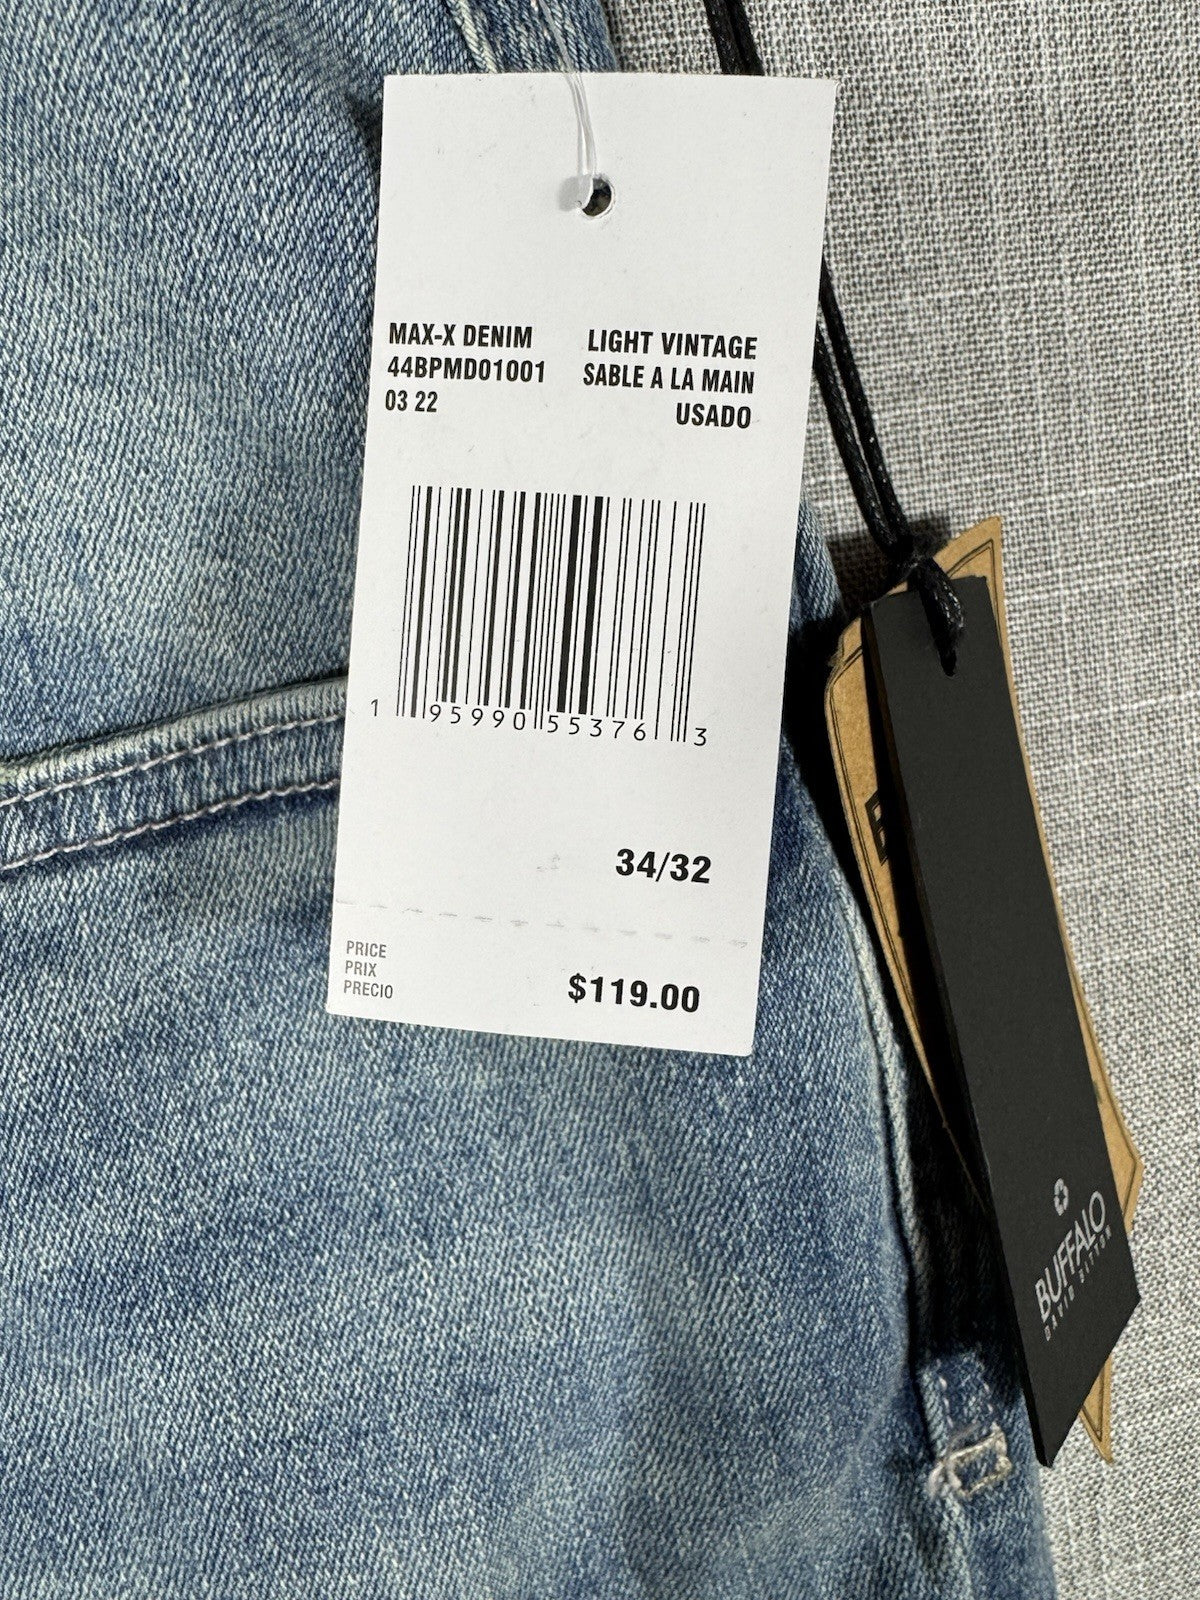 MAX-X DENIM
44BPMD01001
03 22
LIGHT VINTAGE
SABLE A LA MAIN
USADO
1 95990 55376 3
34/32
PRICE
PRIX
PRECIO
$119.00
BUFFALO
DAVID BITTON